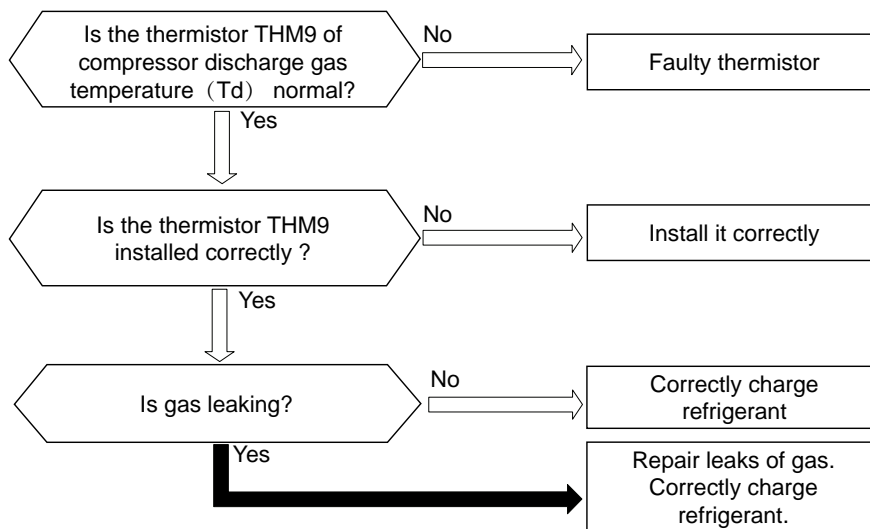 Is the thermistor THM9 of
compressor discharge gas
temperature （Td） normal?
No
Faulty thermistor
Yes
Is the thermistor THM9
installed correctly ?
No
Install it correctly
Yes
Is gas leaking?
No
Correctly charge
refrigerant
Yes
Repair leaks of gas.
Correctly charge
refrigerant.